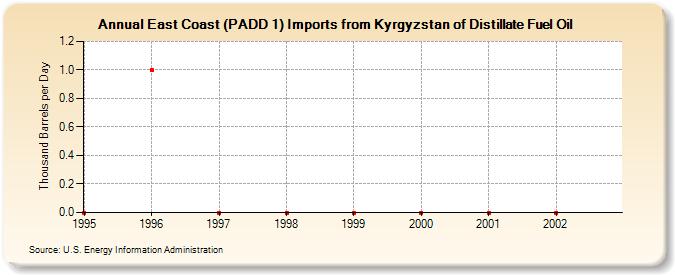 Annual East Coast (PADD 1) Imports from Kyrgyzstan of Distillate Fuel Oil
Thousand Barrels per Day
1.2
1.0
0.8
0.6
0.4
0.2
0.0
1995 1996 1997 1998 1999 2000 2001 2002
Source: U.S. Energy Information Administration